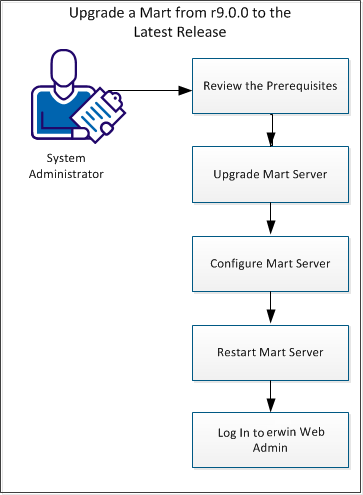 Upgrade a Mart from r9.0.0 to the
Latest Release
System
Administrator
Review the Prerequisites
Upgrade Mart Server
Configure Mart Server
Restart Mart Server
Log In to erwin Web
Admin